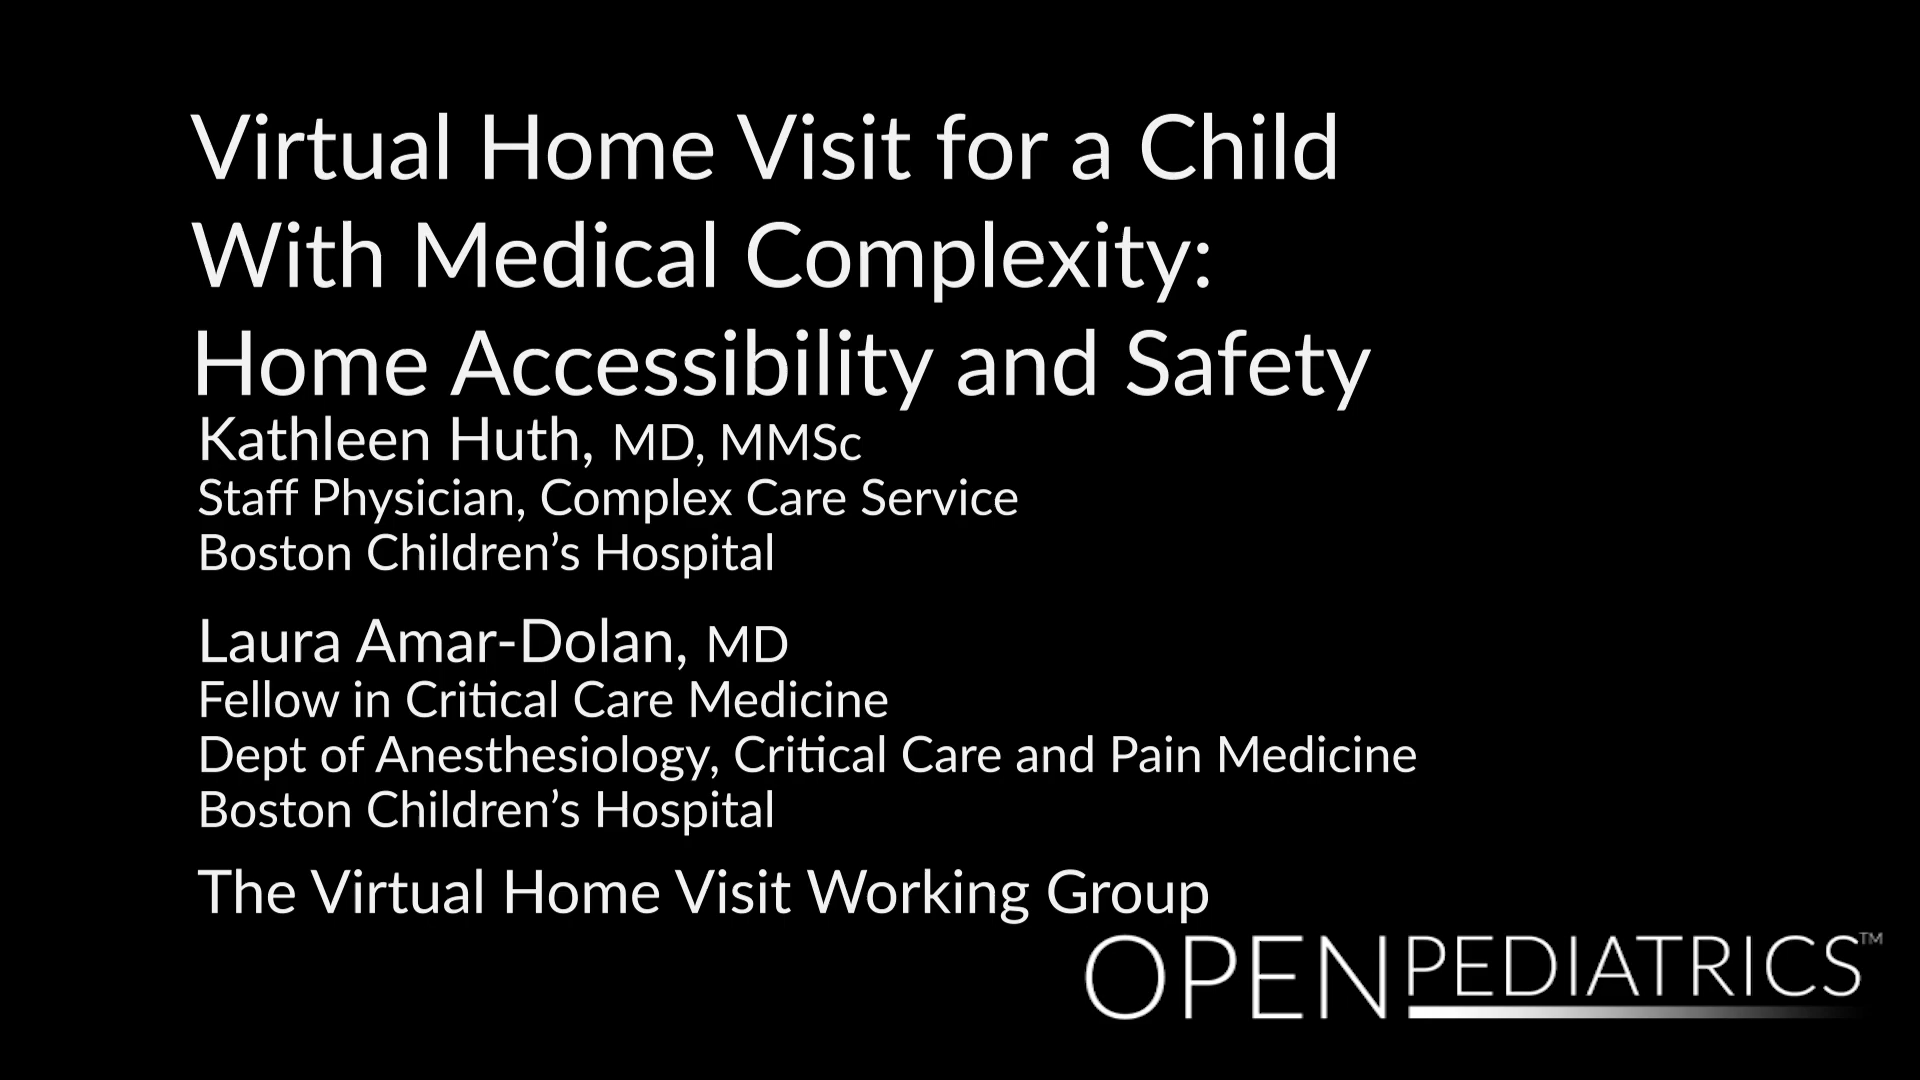 Virtual Home Visit for a Child
With Medical Complexity:
Home Accessibility and Safety
Kathleen Huth, MD, MMSc
Staff Physician, Complex Care Service
Boston Children’s Hospital
Laura Amar-Dolan, MD
Fellow in Critical Care Medicine
Dept of Anesthesiology, Critical Care and Pain Medicine
Boston Children’s Hospital
The Virtual Home Visit Working Group
OPENPEDIATRICS™